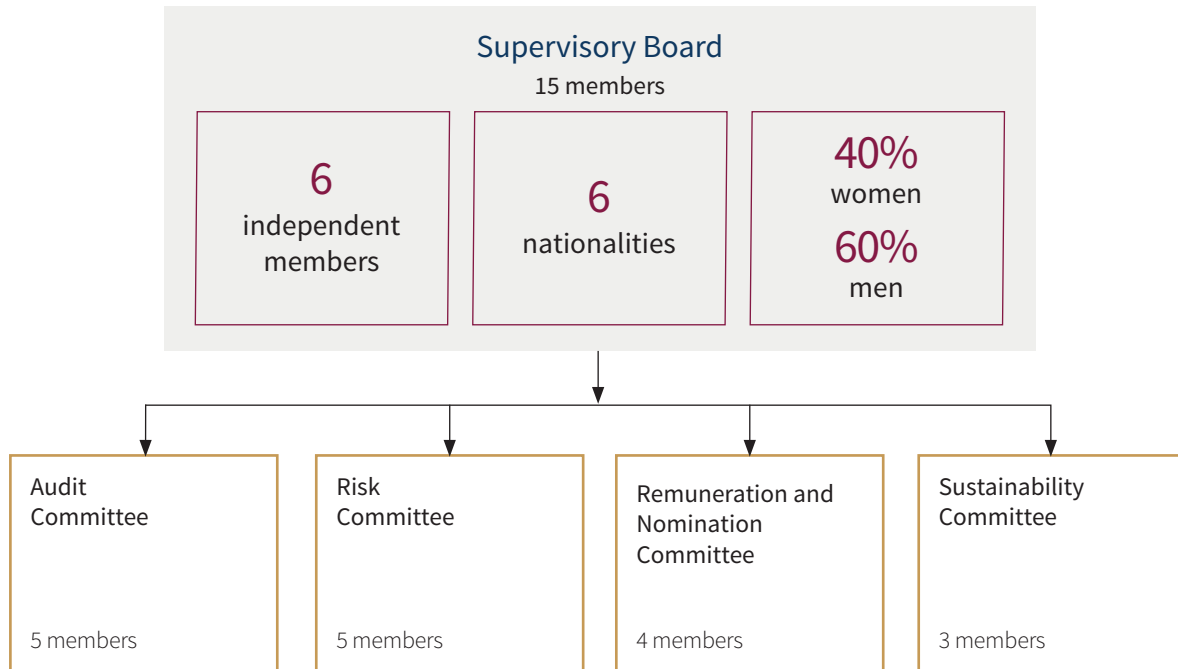 Supervisory Board
15 members
6
independent
members
6
nationalities
40%
women
60%
men
Audit
Committee
5 members
Risk
Committee
5 members
Remuneration and
Nomination
Committee
4 members
Sustainability
Committee
3 members